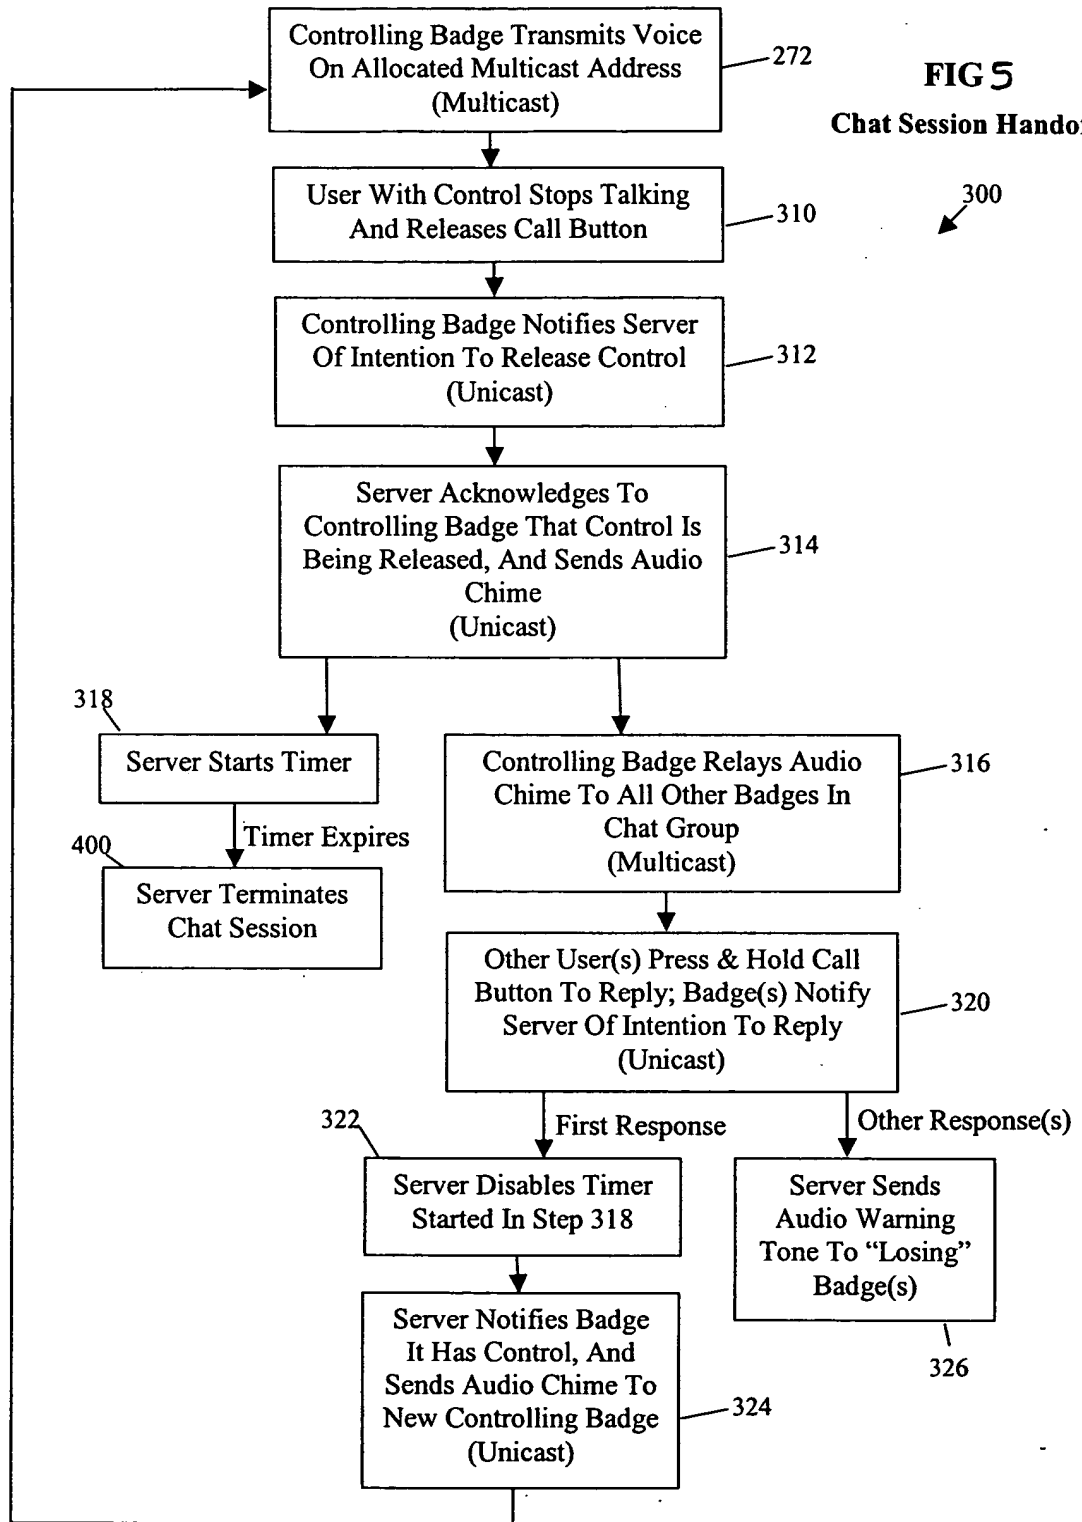 Controlling Badge Transmits Voice
On Allocated Multicast Address
(Multicast)
272
FIG 5
Chat Session
300
User With Control Stops Talking
And Releases Call Button
310
Controlling Badge Notifies Server
Of Intention To Release Control
(Unicast)
312
Server Acknowledges To
Controlling Badge That Control Is
Being Released, And Sends Audio
Chime
(Unicast)
314
318
Server Starts Timer
Timer Expires
400
Server Terminates
Chat Session
Controlling Badge Relays Audio
Chime To All Other Badges In
Chat Group
(Multicast)
316
Other User(s) Press & Hold Call
Button To Reply; Badge(s) Notify
Server Of Intention To Reply
(Unicast)
320
322
First Response
Other Response(s)
Server Disables Timer
Started In Step 318
Server Sends
Audio Warning
Tone To “Losing”
Badge(s)
326
Server Notifies Badge
It Has Control, And
Sends Audio Chime To
New Controlling Badge
(Unicast)
324